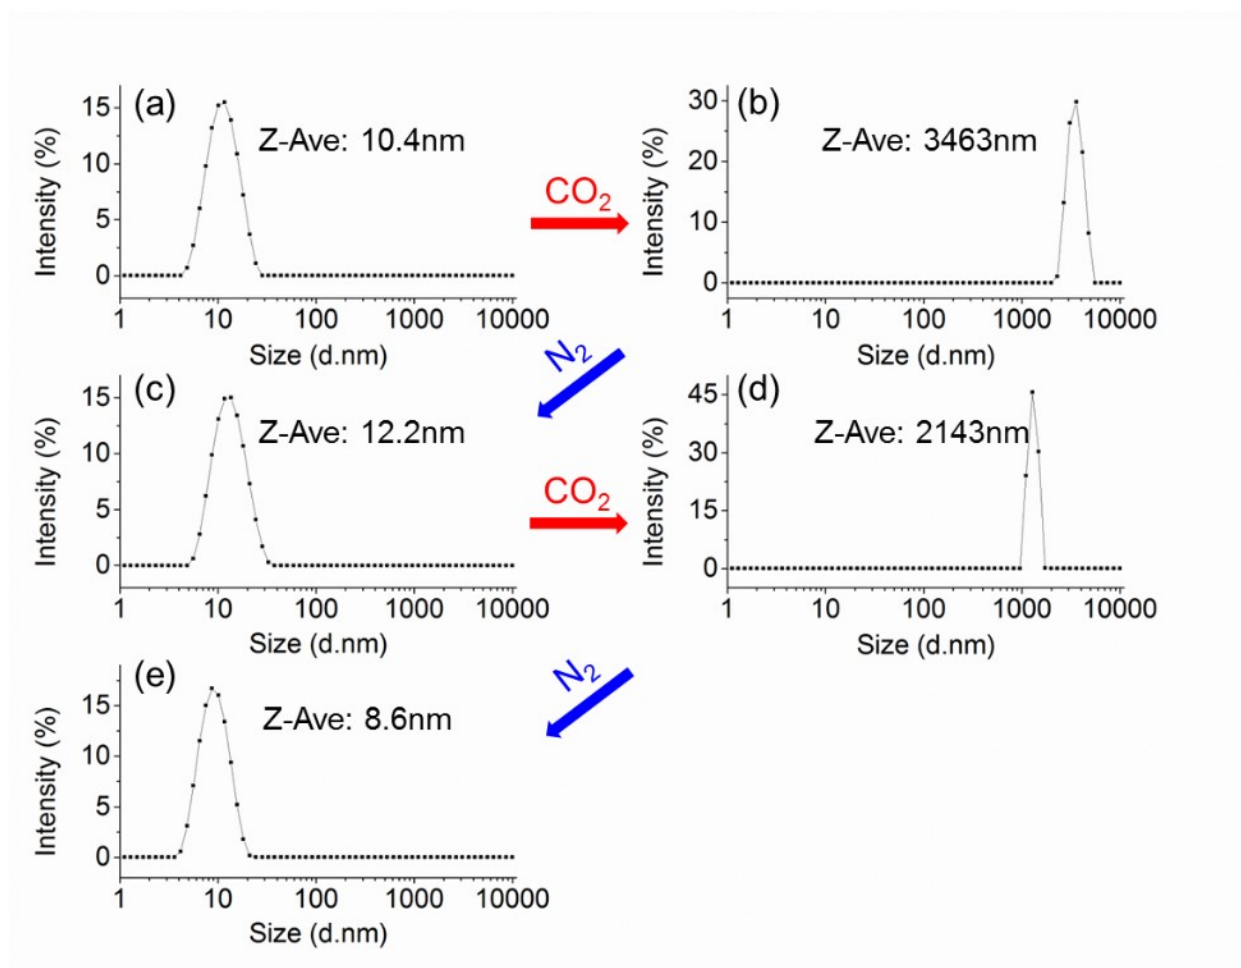 (a)
Z-Ave: 10.4nm
Intensity (%)
15
10
5
0
1 10 100 1000 10000
Size (d.nm)
CO2
(b)
Z-Ave: 3463nm
Intensity (%)
30
20
10
0
1 10 100 1000 10000
Size (d.nm)
N2
(c)
Z-Ave: 12.2nm
Intensity (%)
15
10
5
0
1 10 100 1000 10000
Size (d.nm)
CO2
(d)
Z-Ave: 2143nm
Intensity (%)
45
30
15
0
1 10 100 1000 10000
Size (d.nm)
N2
(e)
Z-Ave: 8.6nm
Intensity (%)
15
10
5
0
1 10 100 1000 10000
Size (d.nm)